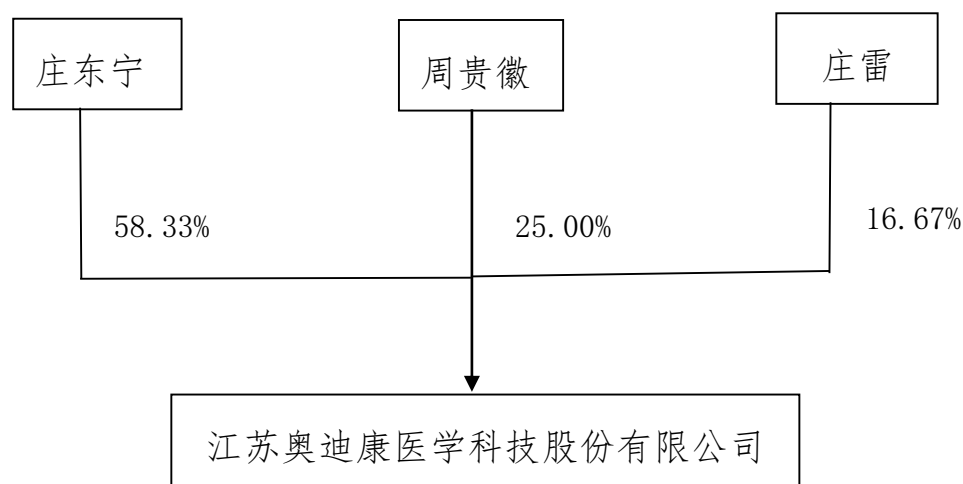 庄东宁
周贵徽
庄雷
58.33%
25.00%
16.67%
江苏奥迪康医学科技股份有限公司